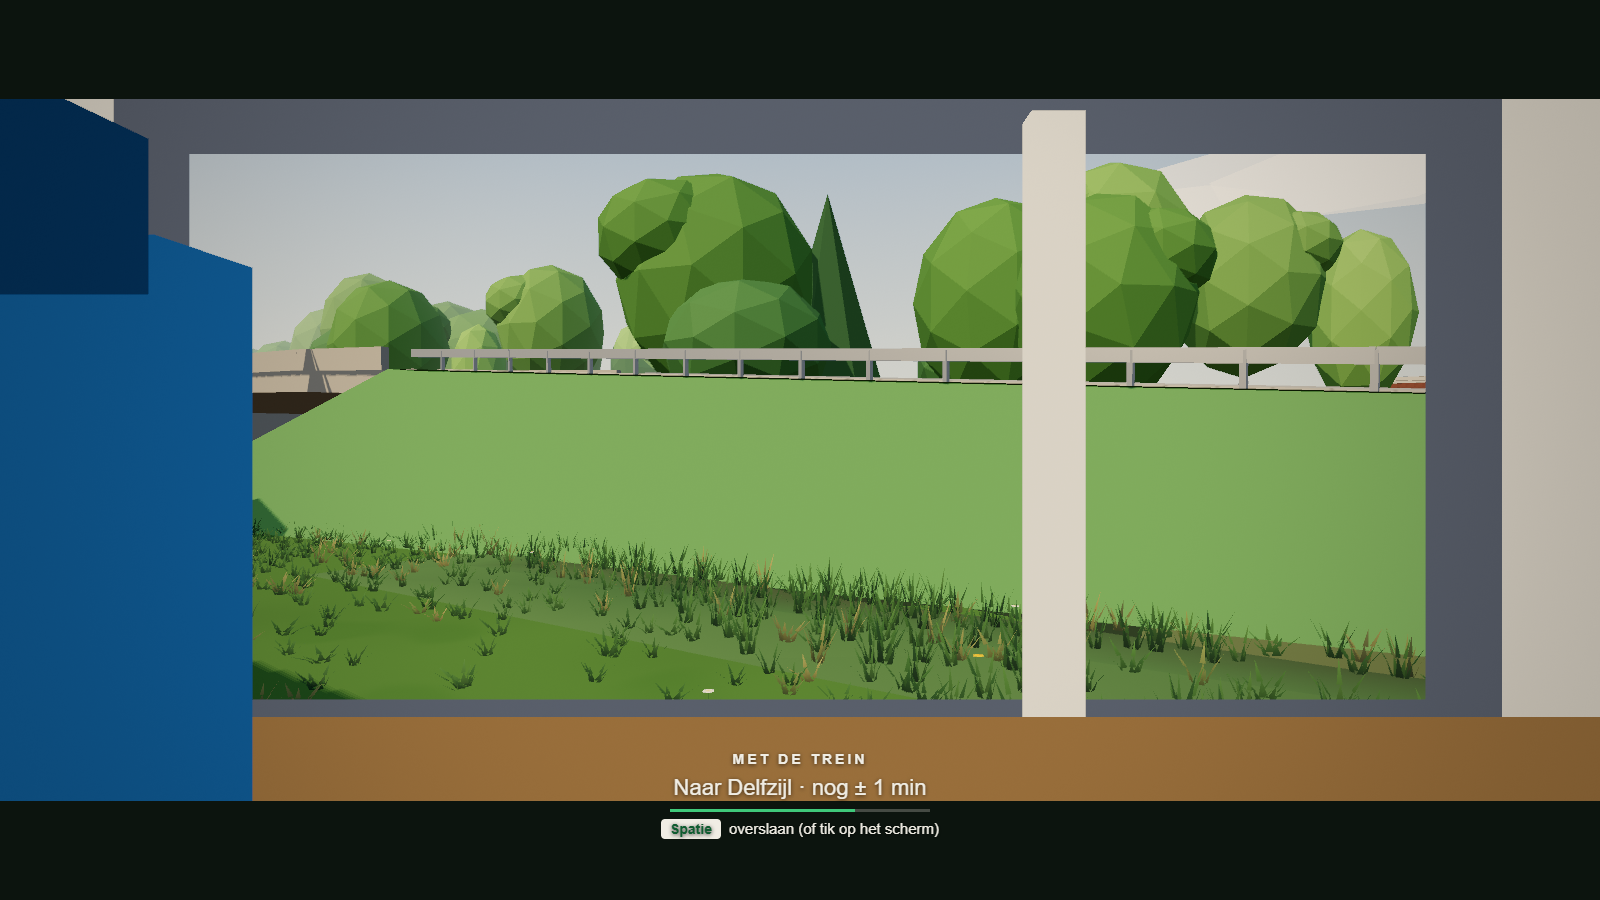 MET DE TREIN
Naar Delfzijl · nog ± 1 min
Spatie overslaan (of tik op het scherm)